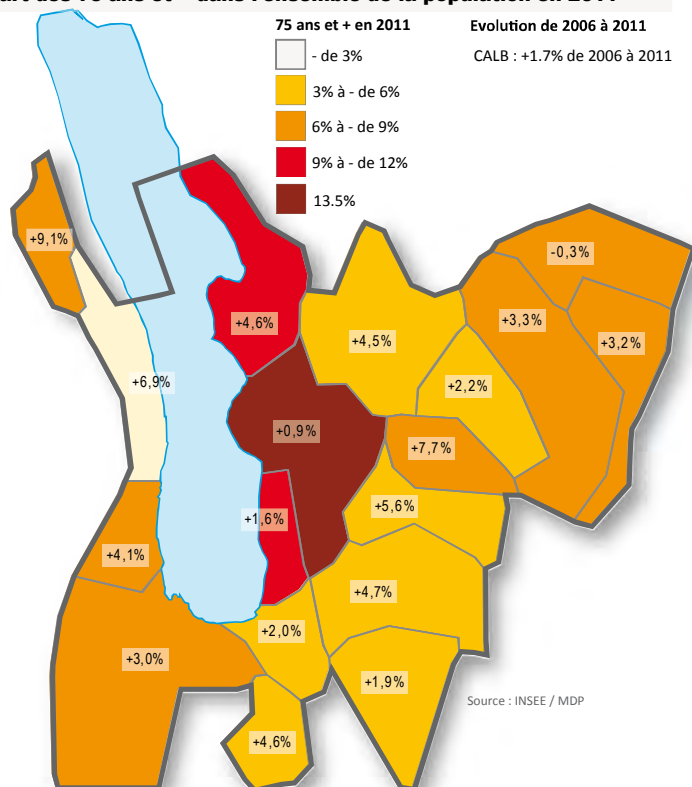 75 ans et + en 2011
- de 3%
3% à - de 6%
6% à - de 9%
9% à - de 12%
13.5%
Evolution de 2006 à 2011
CALB : +1.7% de 2006 à 2011
+9,1%
-0,3%
+4,6%
+3,3%
+4,5%
+3,2%
+6,9%
+2,2%
+0,9%
+7,7%
+5,6%
+1,6%
+4,1%
+4,7%
+2,0%
+3,0%
+1,9%
+4,6%
Source : INSEE / MDP